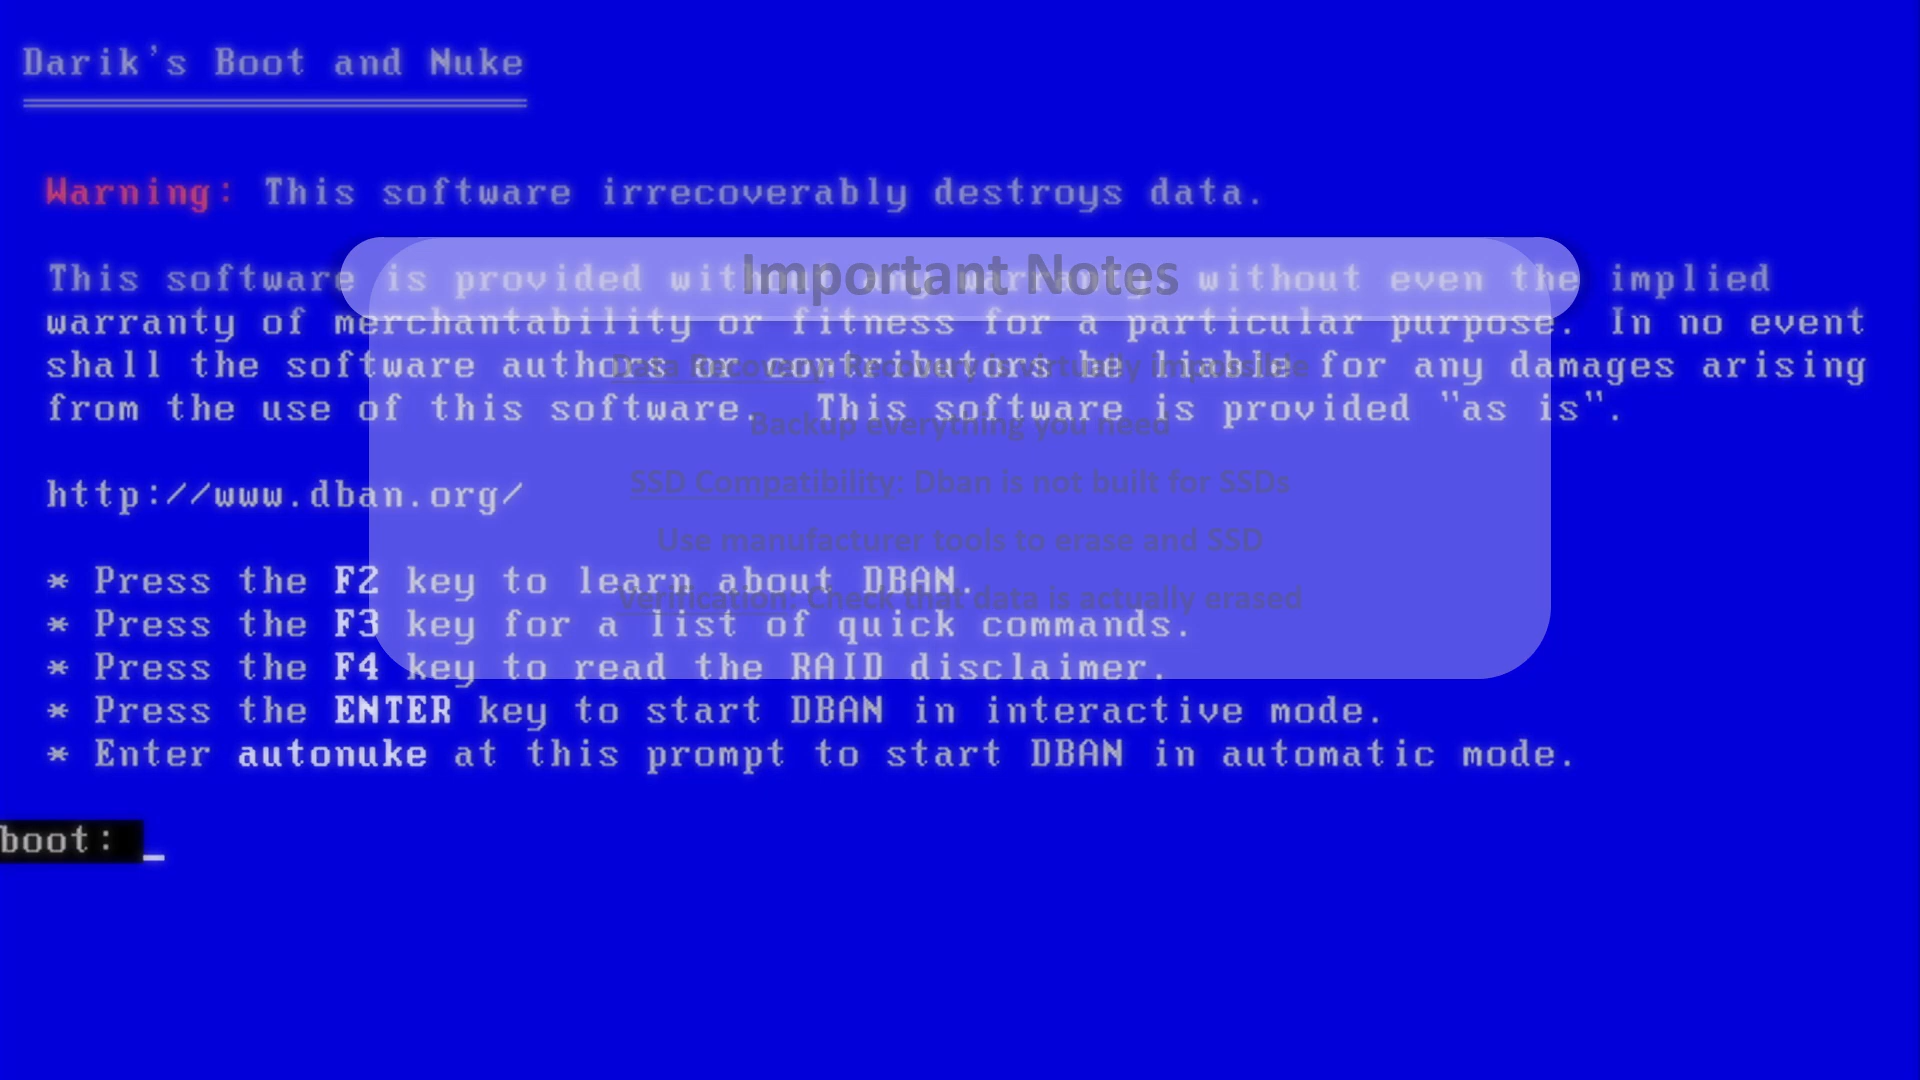 Darik's Boot and Nuke
Warning: This software irrecoverably destroys data.
This software is provided without any warranty without even the implied
warranty of merchantability or fitness for a particular purpose. In no event
shall the software authors or contributors be liable for any damages arising
from the use of this software. This software is provided "as is".
http://www.dban.org/
* Press the F2 key to learn about DBAN.
* Press the F3 key for a list of quick commands.
* Press the F4 key to read the RAID disclaimer.
* Press the ENTER key to start DBAN in interactive mode.
* Enter autonuke at this prompt to start DBAN in automatic mode.
boot: _
Important Notes
Data Recovery: Recovery is virtually impossible
Backup everything you need
SSD Compatibility: Dban is not built for SSDs
Use manufacturer tools to erase and SSD
Verification: Check that data is actually erased